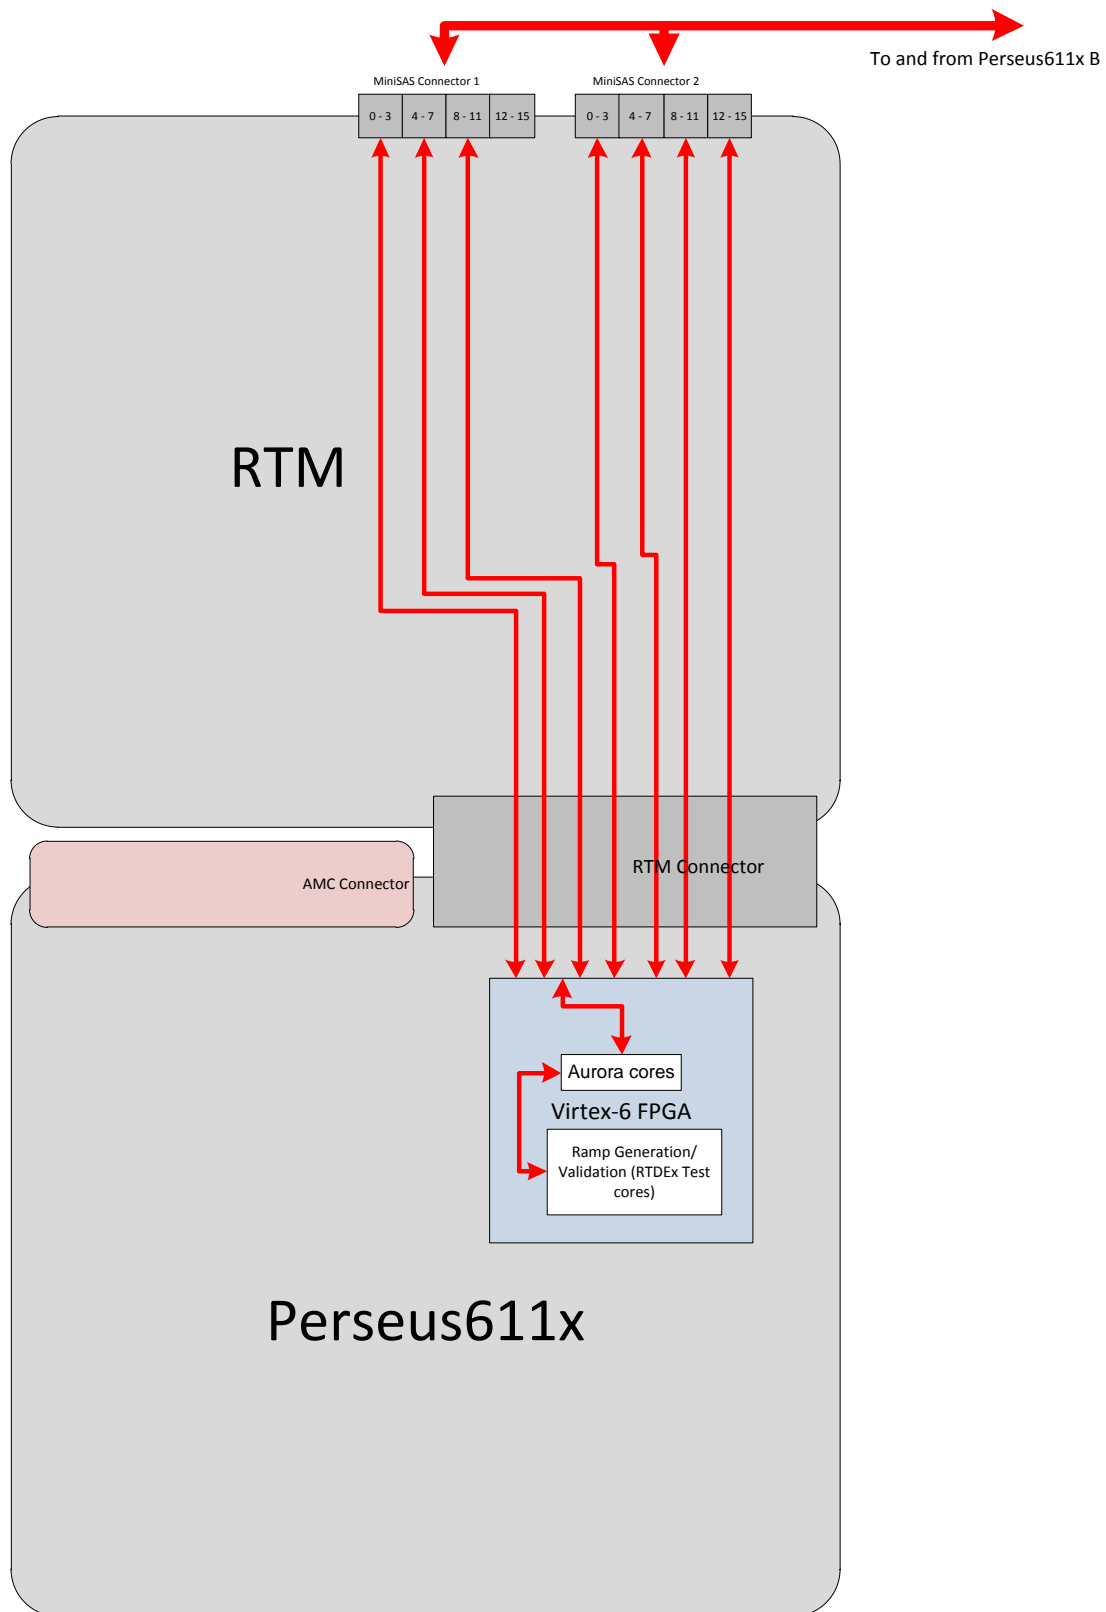 To and from Perseus611x B
MiniSAS Connector 1
MiniSAS Connector 2
0 - 3
4 - 7
8 - 11
12 - 15
0 - 3
4 - 7
8 - 11
12 - 15
RTM
RTM Connector
AMC Connector
Aurora cores
Virtex-6 FPGA
Ramp Generation/
Validation (RTDEx Test
cores)
Perseus611x